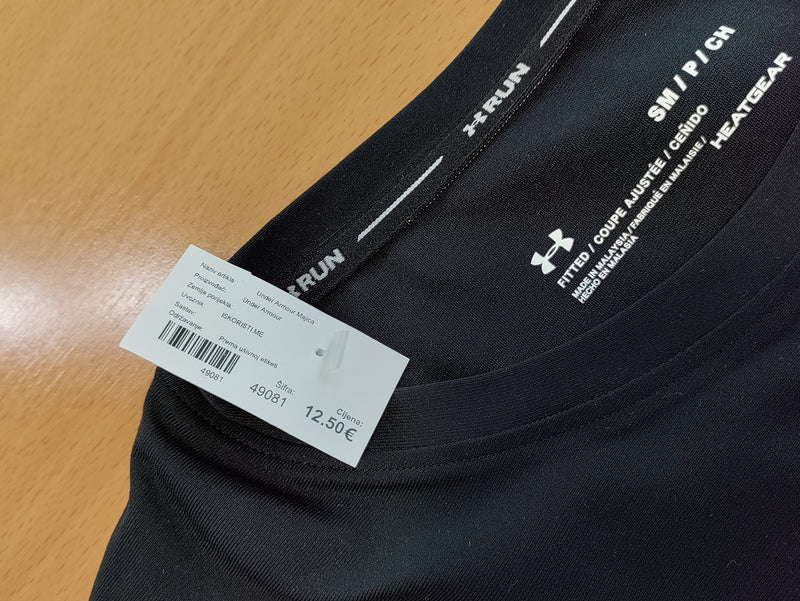 RUN
RUN
SM / P / CH
HEATGEAR
FITTED / COUPE AJUSTÉE / CEÑIDO
MADE IN MALAYSIA / FABRIQUÉ EN MALAISIE /
HECHO EN MALASIA
Naziv artikla: Under Armour Majica
Proizvođač: Under Armour
Zemlja porijekla:
Uvoznik: ISKORISTI.ME
Sastav:
Održavanje: Prema ušivnoj etiketi
49081
Šifra:
49081
Cijena:
12.50€